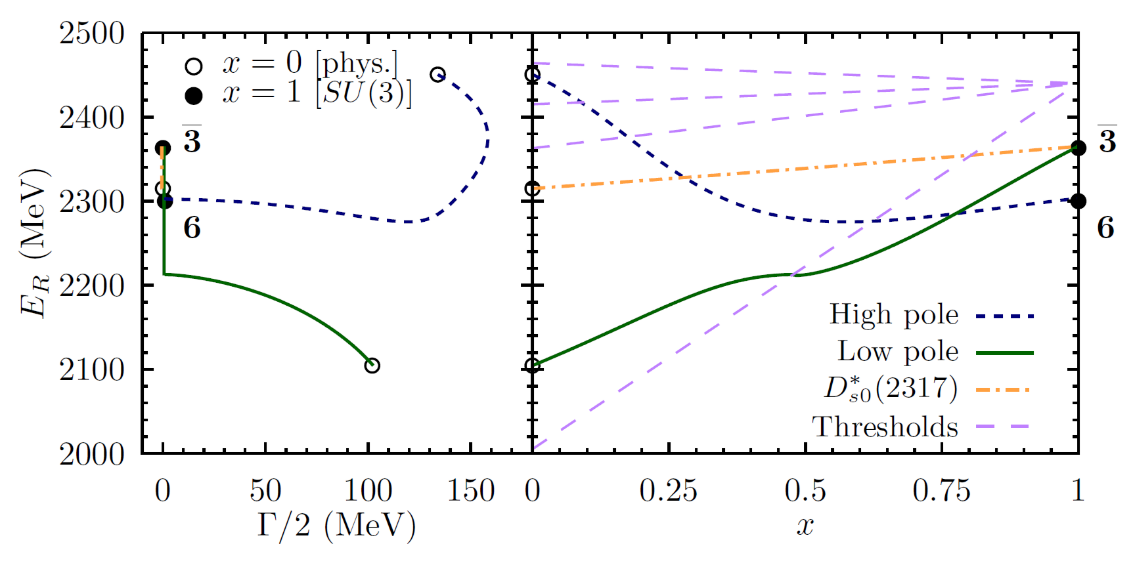 2500
2400
2300
2200
2100
2000
E_R (MeV)
x = 0 [phys.]
x = 1 [SU(3)]
3̅
6
0 50 100 150
Γ/2 (MeV)
3̅
6
High pole
Low pole
D*_{s0}(2317)
Thresholds
0 0.25 0.5 0.75 1
x